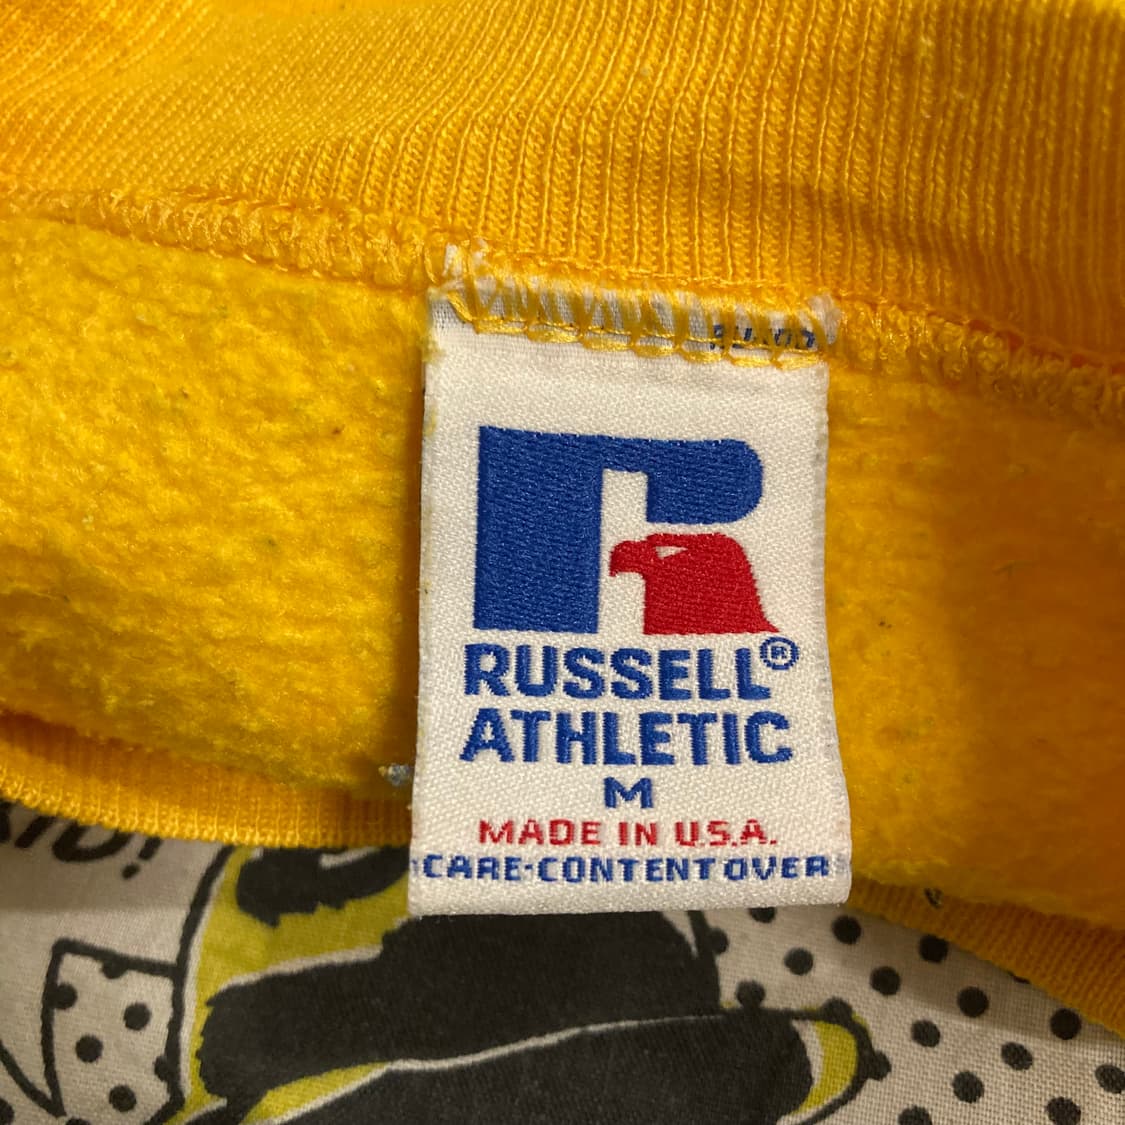 RUSSELL®
ATHLETIC
M
MADE IN U.S.A.
CARE-CONTENT OVER